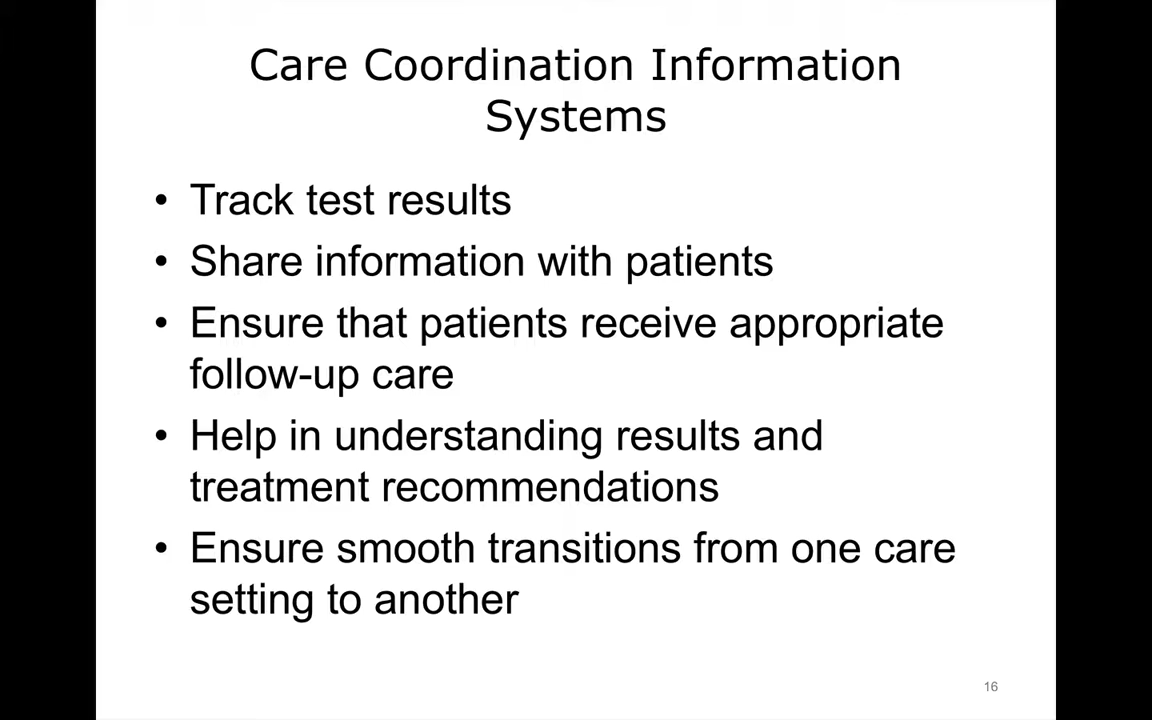 Care Coordination Information
Systems
• Track test results
• Share information with patients
• Ensure that patients receive appropriate
follow-up care
• Help in understanding results and
treatment recommendations
• Ensure smooth transitions from one care
setting to another
16